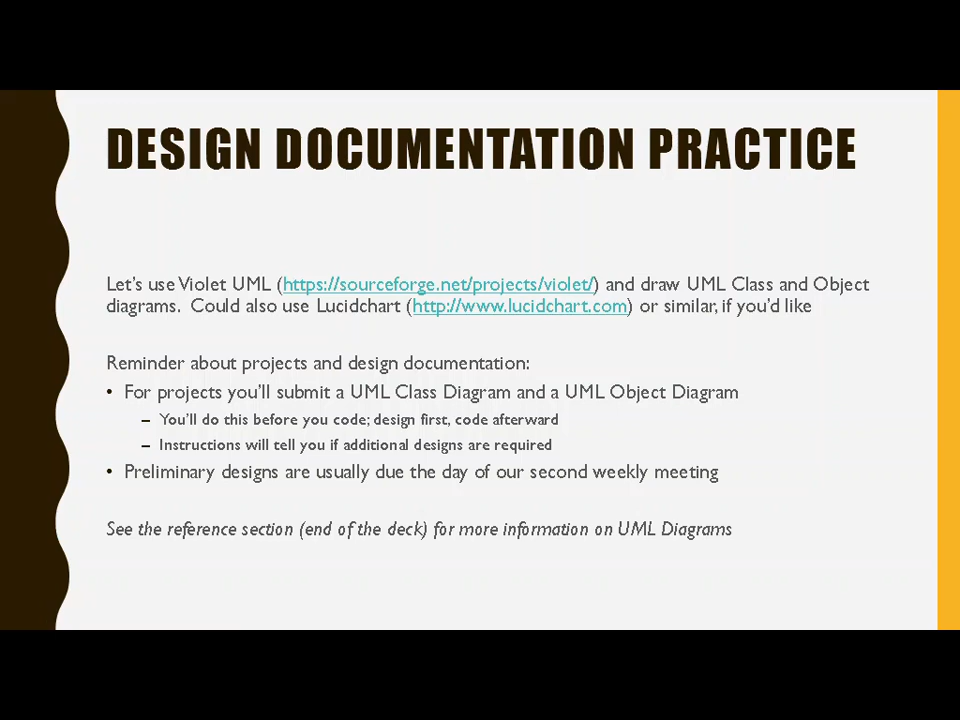 DESIGN DOCUMENTATION PRACTICE
Let's use Violet UML (https://sourceforge.net/projects/violet/) and draw UML Class and Object
diagrams. Could also use Lucidchart (http://www.lucidchart.com) or similar, if you'd like
Reminder about projects and design documentation:
• For projects you'll submit a UML Class Diagram and a UML Object Diagram
– You'll do this before you code; design first, code afterward
– Instructions will tell you if additional designs are required
• Preliminary designs are usually due the day of our second weekly meeting
See the reference section (end of the deck) for more information on UML Diagrams